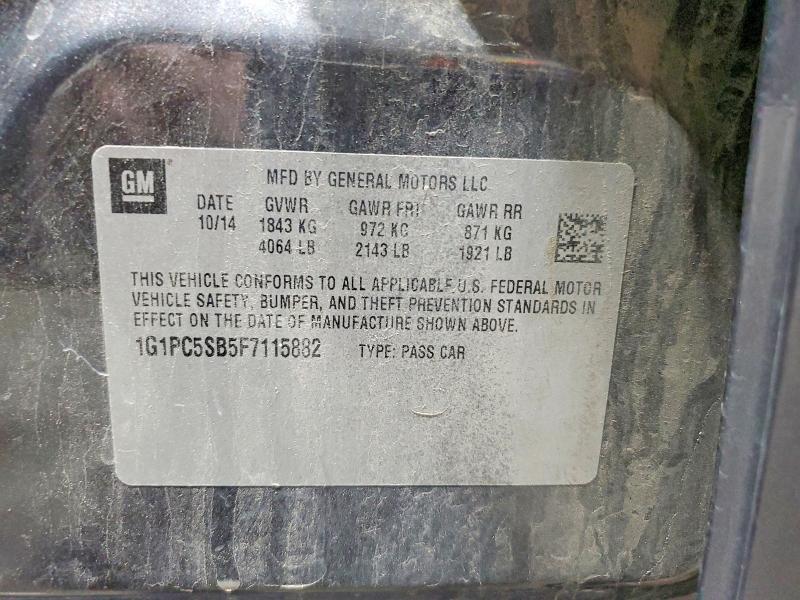 GM
MFD BY GENERAL MOTORS LLC
DATE GVWR GAWR FRT GAWR RR
10/14 1843 KG 972 KG 871 KG
4064 LB 2143 LB 1921 LB
THIS VEHICLE CONFORMS TO ALL APPLICABLE U.S. FEDERAL MOTOR
VEHICLE SAFETY, BUMPER, AND THEFT PREVENTION STANDARDS IN
EFFECT ON THE DATE OF MANUFACTURE SHOWN ABOVE.
1G1PC5SB5F7115882 TYPE: PASS CAR